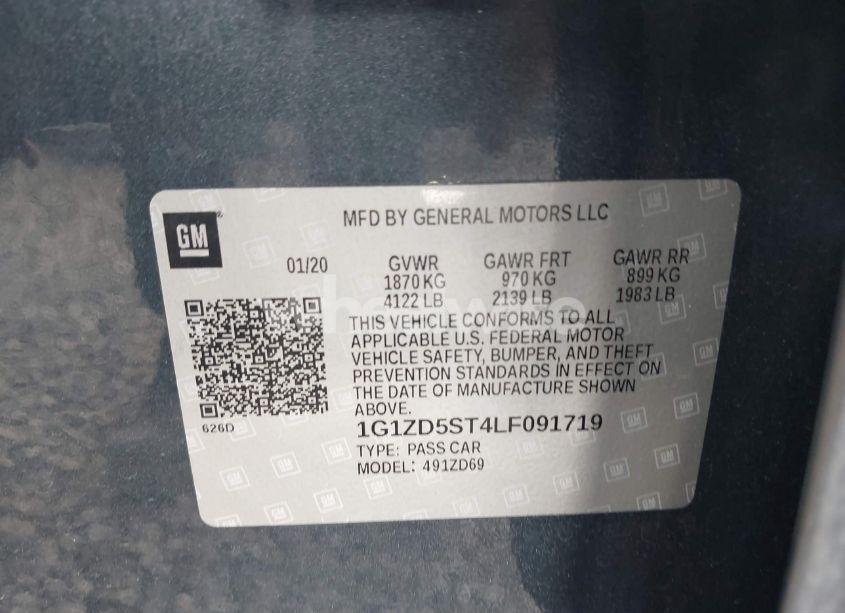 GM
MFD BY GENERAL MOTORS LLC
01/20 GVWR GAWR FRT GAWR RR
1870 KG 970 KG 899 KG
4122 LB 2139 LB 1983 LB
THIS VEHICLE CONFORMS TO ALL
APPLICABLE U.S. FEDERAL MOTOR
VEHICLE SAFETY, BUMPER, AND THEFT
PREVENTION STANDARDS IN EFFECT ON
THE DATE OF MANUFACTURE SHOWN
ABOVE.
626D
1G1ZD5ST4LF091719
TYPE: PASS CAR
MODEL: 491ZD69